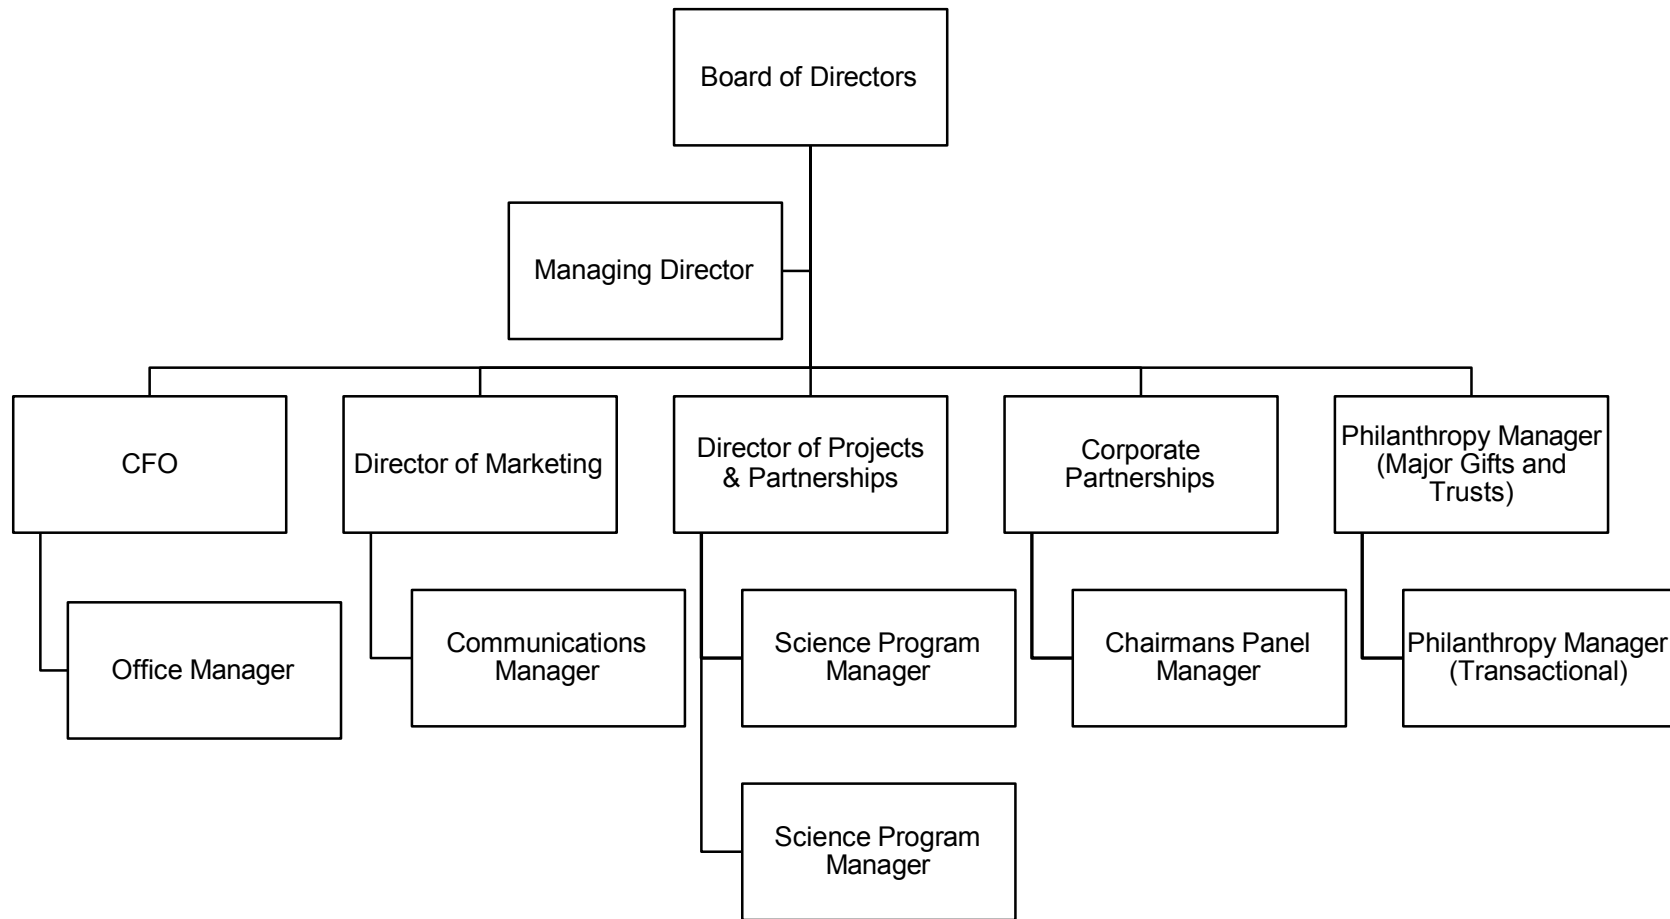 Board of Directors
Managing Director
CFO
Director of Marketing
Director of Projects
& Partnerships
Corporate
Partnerships
Philanthropy Manager
(Major Gifts and
Trusts)
Office Manager
Communications
Manager
Science Program
Manager
Chairmans Panel
Manager
Philanthropy Manager
(Transactional)
Science Program
Manager